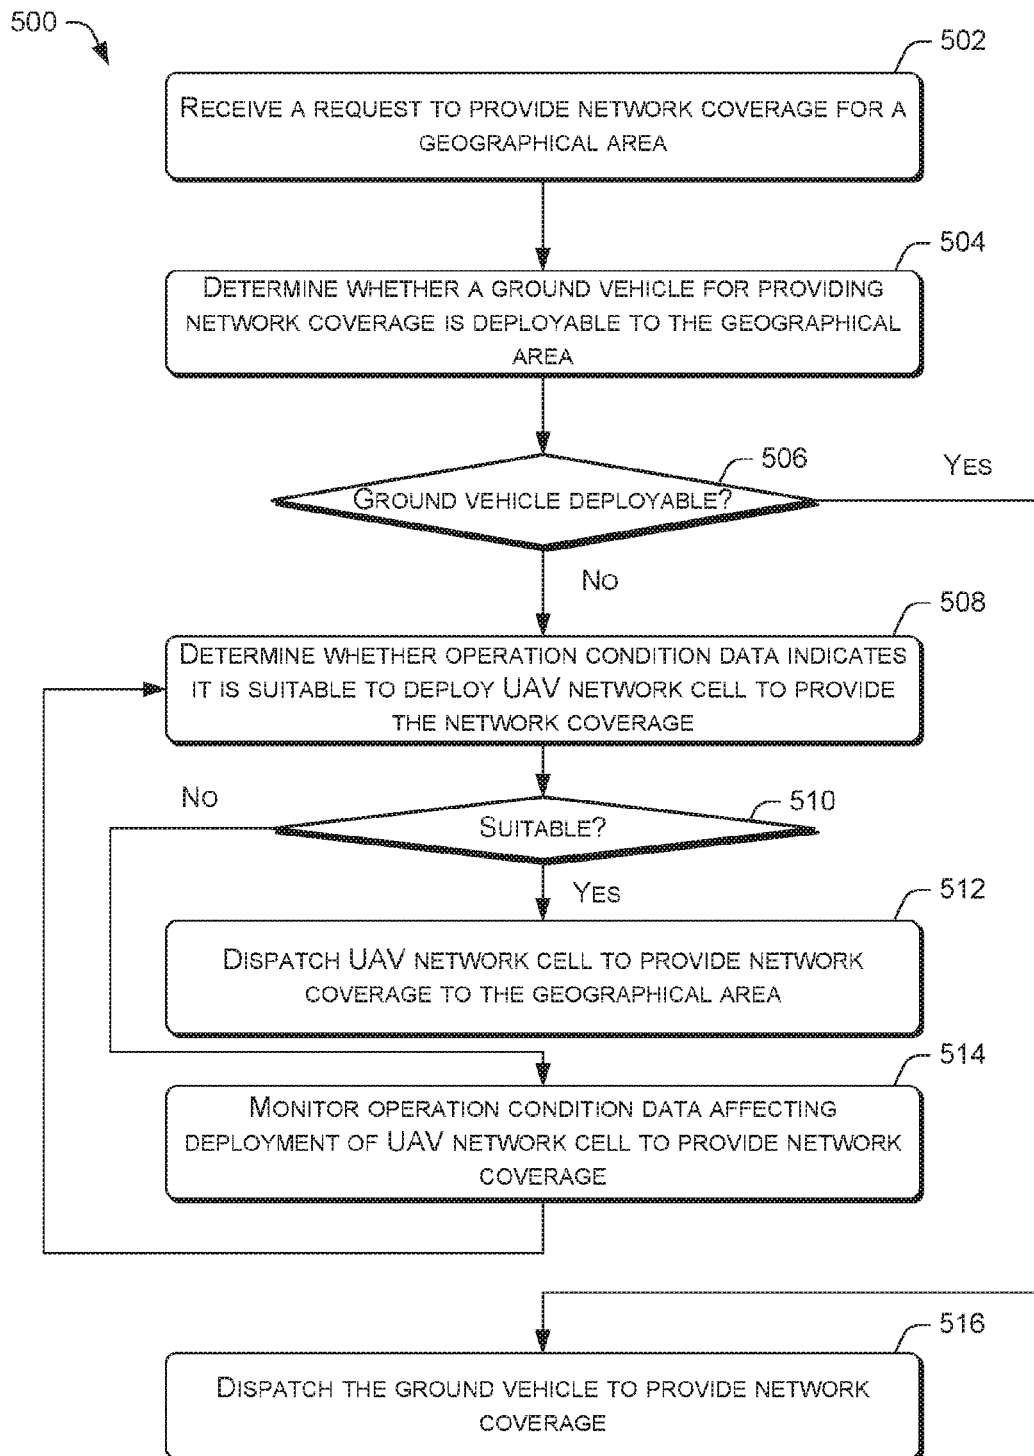 500
502
RECEIVE A REQUEST TO PROVIDE NETWORK COVERAGE FOR A
GEOGRAPHICAL AREA
504
DETERMINE WHETHER A GROUND VEHICLE FOR PROVIDING
NETWORK COVERAGE IS DEPLOYABLE TO THE GEOGRAPHICAL
AREA
506
YES
GROUND VEHICLE DEPLOYABLE?
NO
508
DETERMINE WHETHER OPERATION CONDITION DATA INDICATES
IT IS SUITABLE TO DEPLOY UAV NETWORK CELL TO PROVIDE
THE NETWORK COVERAGE
NO
510
SUITABLE?
YES
512
DISPATCH UAV NETWORK CELL TO PROVIDE NETWORK
COVERAGE TO THE GEOGRAPHICAL AREA
514
MONITOR OPERATION CONDITION DATA AFFECTING
DEPLOYMENT OF UAV NETWORK CELL TO PROVIDE NETWORK
COVERAGE
516
DISPATCH THE GROUND VEHICLE TO PROVIDE NETWORK
COVERAGE